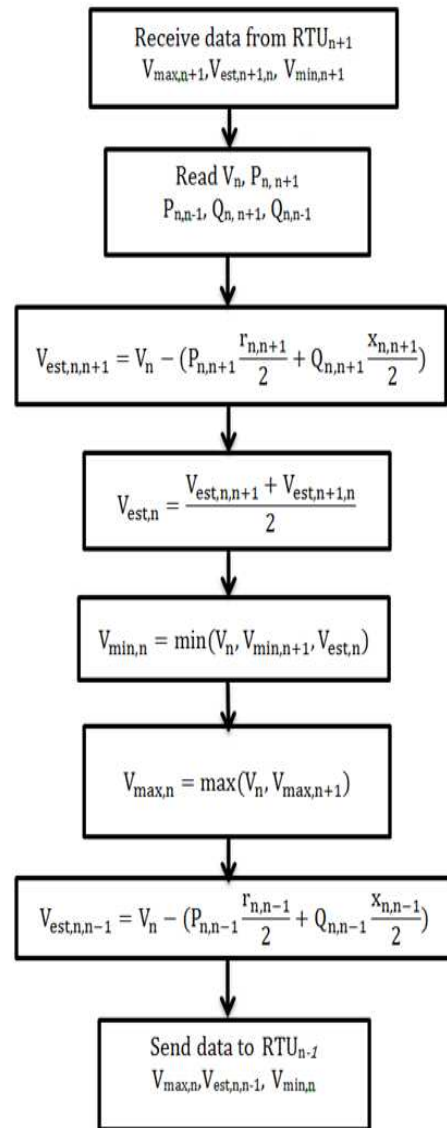 Receive data from RTUₙ₊₁
Vₘₐₓ,ₙ₊₁,Vₑₛₜ,ₙ₊₁,ₙ, Vₘᵢₙ,ₙ₊₁
Read Vₙ, Pₙ, ₙ₊₁
Pₙ,ₙ₋₁, Qₙ, ₙ₊₁, Qₙ,ₙ₋₁
Vₑₛₜ,ₙ,ₙ₊₁ = Vₙ − (Pₙ,ₙ₊₁ rₙ,ₙ₊₁/2 + Qₙ,ₙ₊₁ xₙ,ₙ₊₁/2)
Vₑₛₜ,ₙ = (Vₑₛₜ,ₙ,ₙ₊₁ + Vₑₛₜ,ₙ₊₁,ₙ)/2
Vₘᵢₙ,ₙ = min(Vₙ, Vₘᵢₙ,ₙ₊₁, Vₑₛₜ,ₙ)
Vₘₐₓ,ₙ = max(Vₙ, Vₘₐₓ,ₙ₊₁)
Vₑₛₜ,ₙ,ₙ₋₁ = Vₙ − (Pₙ,ₙ₋₁ rₙ,ₙ₋₁/2 + Qₙ,ₙ₋₁ xₙ,ₙ₋₁/2)
Send data to RTUₙ₋₁
Vₘₐₓ,ₙ,Vₑₛₜ,ₙ,ₙ₋₁, Vₘᵢₙ,ₙ